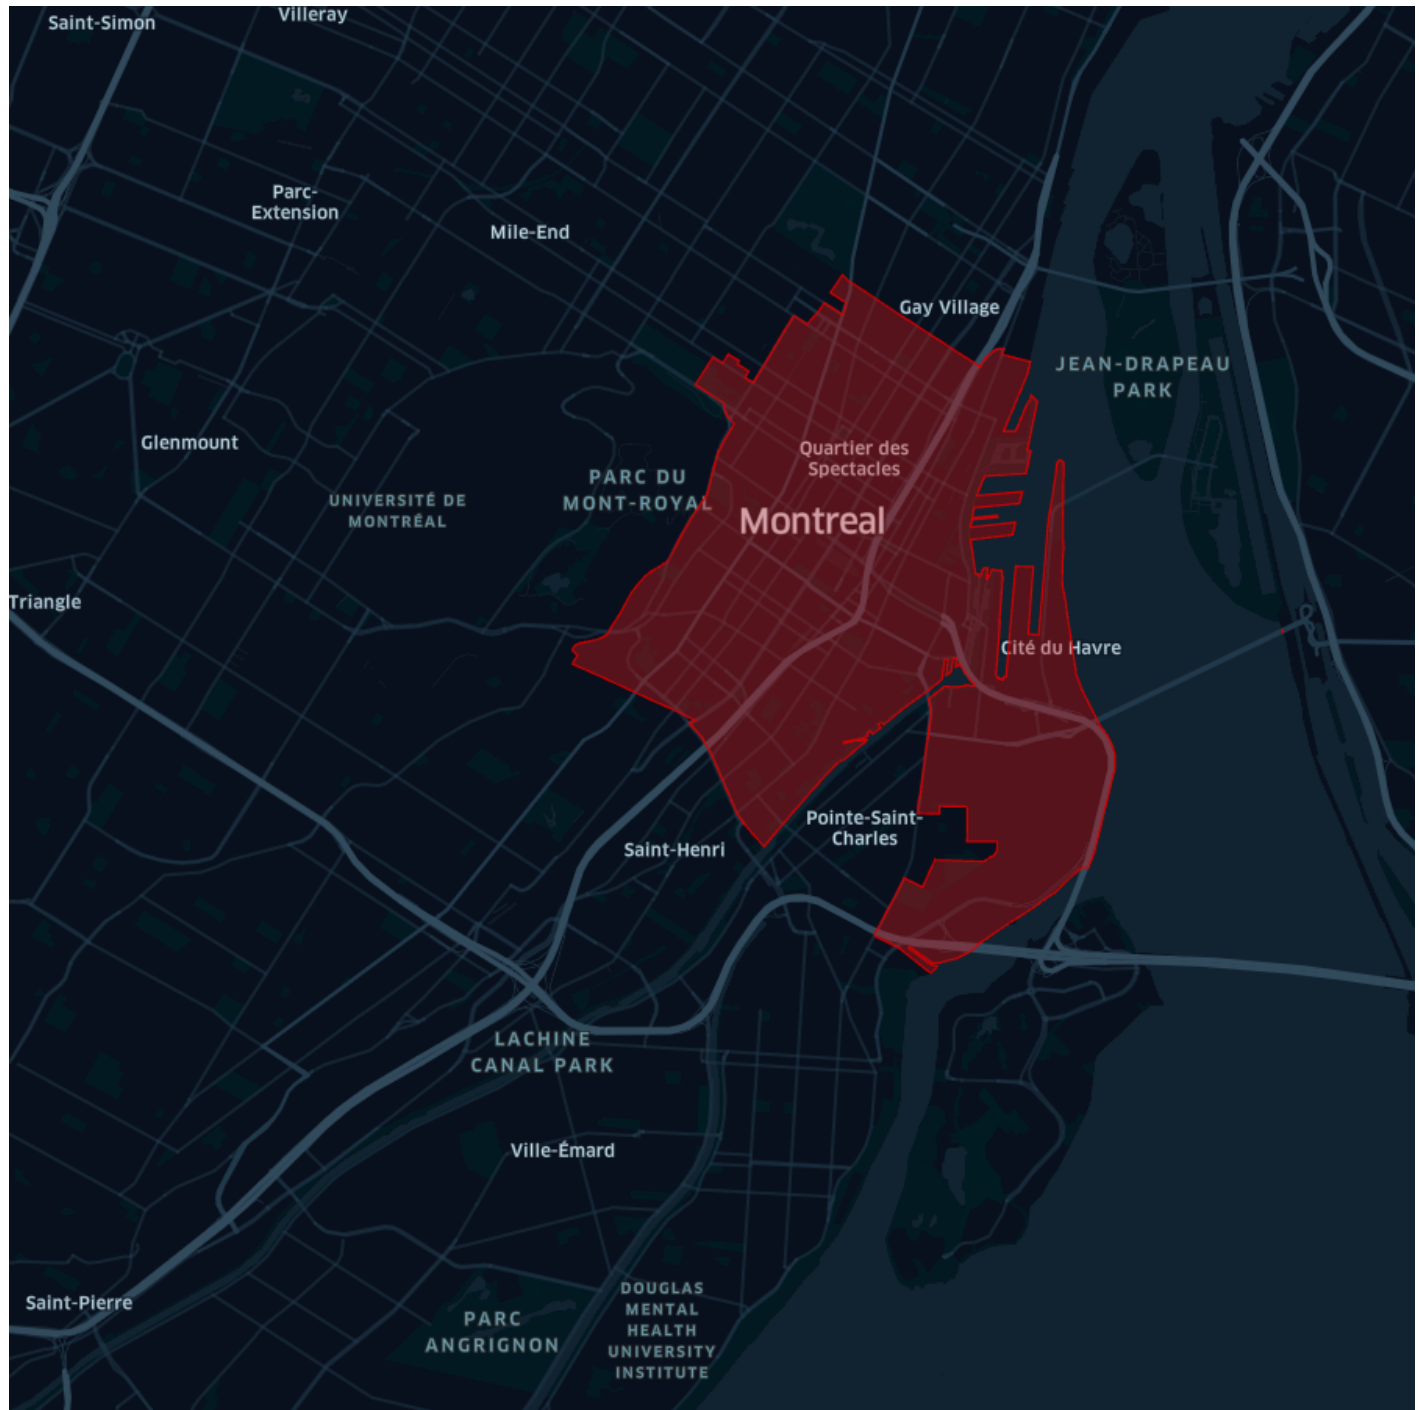 Saint-Simon
Villeray
Parc-
Extension
Mile-End
Gay Village
JEAN-DRAPEAU
PARK
Glenmount
Quartier des
Spectacles
PARC DU
MONT-ROYAL
UNIVERSITÉ DE
MONTRÉAL
Montreal
Triangle
Cité du Havre
Pointe-Saint-
Charles
Saint-Henri
LACHINE
CANAL PARK
Ville-Émard
Saint-Pierre
PARC
ANGRIGNON
DOUGLAS
MENTAL
HEALTH
UNIVERSITY
INSTITUTE